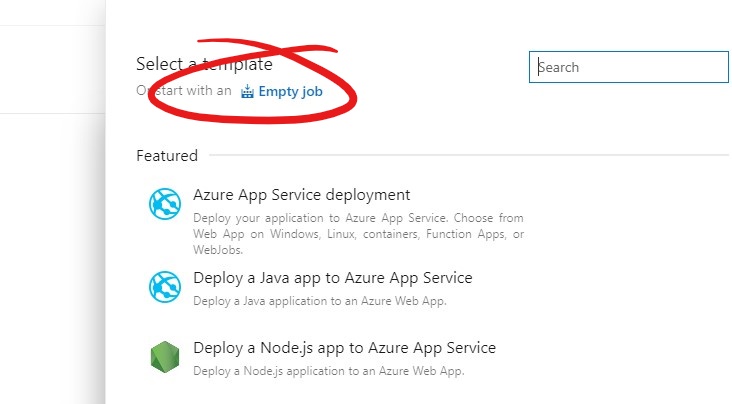 Select a template
Or start with an Empty job
Search
Featured
Azure App Service deployment
Deploy your application to Azure App Service. Choose from
Web App on Windows, Linux, containers, Function Apps, or
WebJobs.
Deploy a Java app to Azure App Service
Deploy a Java application to an Azure Web App.
Deploy a Node.js app to Azure App Service
Deploy a Node.js application to an Azure Web App.